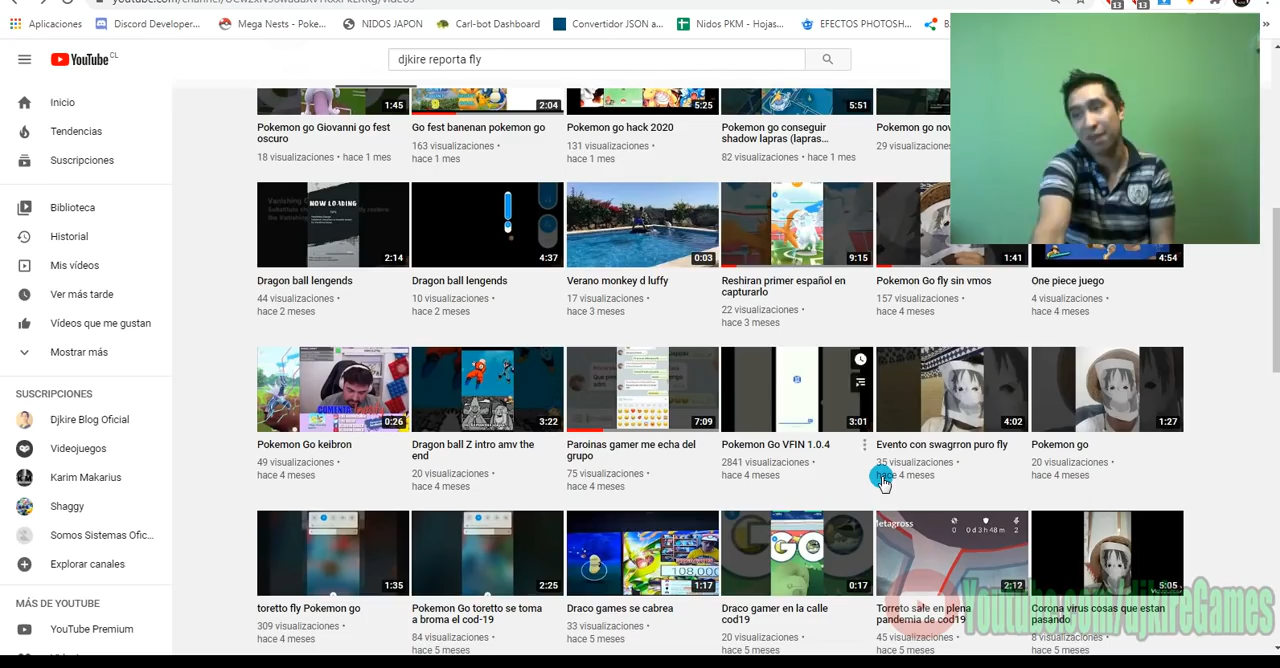 Aplicaciones
Discord Developer...
Mega Nests - Poke...
NIDOS JAPON
Carl-bot Dashboard
Convertidor JSON a...
Nidos PKM - Hojas...
EFECTOS PHOTOSH...
YouTube CL
djkire reporta fly
Inicio
Tendencias
Suscripciones
Biblioteca
Historial
Mis vídeos
Ver más tarde
Vídeos que me gustan
Mostrar más
SUSCRIPCIONES
Djkire Blog Oficial
Videojuegos
Karim Makarius
Shaggy
Somos Sistemas Ofic...
Explorar canales
MÁS DE YOUTUBE
YouTube Premium
1:45
2:04
5:25
5:51
Pokemon go Giovanni go fest
oscuro
18 visualizaciones • hace 1 mes
Go fest banenan pokemon go
163 visualizaciones •
hace 1 mes
Pokemon go hack 2020
131 visualizaciones •
hace 1 mes
Pokemon go conseguir
shadow lapras (lapras...
82 visualizaciones • hace 1 mes
Pokemon go nov
29 visualizaciones
NOW LOADING
2:14
4:37
0:03
9:15
1:41
4:54
Dragon ball lengends
44 visualizaciones •
hace 2 meses
Dragon ball lengends
10 visualizaciones •
hace 2 meses
Verano monkey d luffy
17 visualizaciones •
hace 3 meses
Reshiran primer español en
capturarlo
22 visualizaciones •
hace 3 meses
Pokemon Go fly sin vmos
157 visualizaciones •
hace 4 meses
One piece juego
4 visualizaciones •
hace 4 meses
COMENTA
0:26
3:22
7:09
3:01
4:02
1:27
Pokemon Go keibron
49 visualizaciones •
hace 4 meses
Dragon ball Z intro amv the
end
20 visualizaciones •
hace 4 meses
Paroinas gamer me echa del
grupo
75 visualizaciones •
hace 4 meses
Pokemon Go VFIN 1.0.4
2841 visualizaciones •
hace 4 meses
Evento con swagrron puro fly
35 visualizaciones •
hace 4 meses
Pokemon go
20 visualizaciones •
hace 4 meses
108.000
GO
letagross
0 d 3 h 48 m
1:35
2:25
1:17
0:17
2:12
5:05
toretto fly Pokemon go
309 visualizaciones •
hace 4 meses
Pokemon Go toretto se toma
a broma el cod-19
84 visualizaciones •
hace 5 meses
Draco games se cabrea
33 visualizaciones •
hace 5 meses
Draco gamer en la calle
cod19
20 visualizaciones •
hace 5 meses
Torreto sale en plena
pandemia de cod19
45 visualizaciones •
hace 5 meses
Corona virus cosas que estan
pasando
8 visualizaciones •
hace 5 meses
Youtube.com/djkireGames